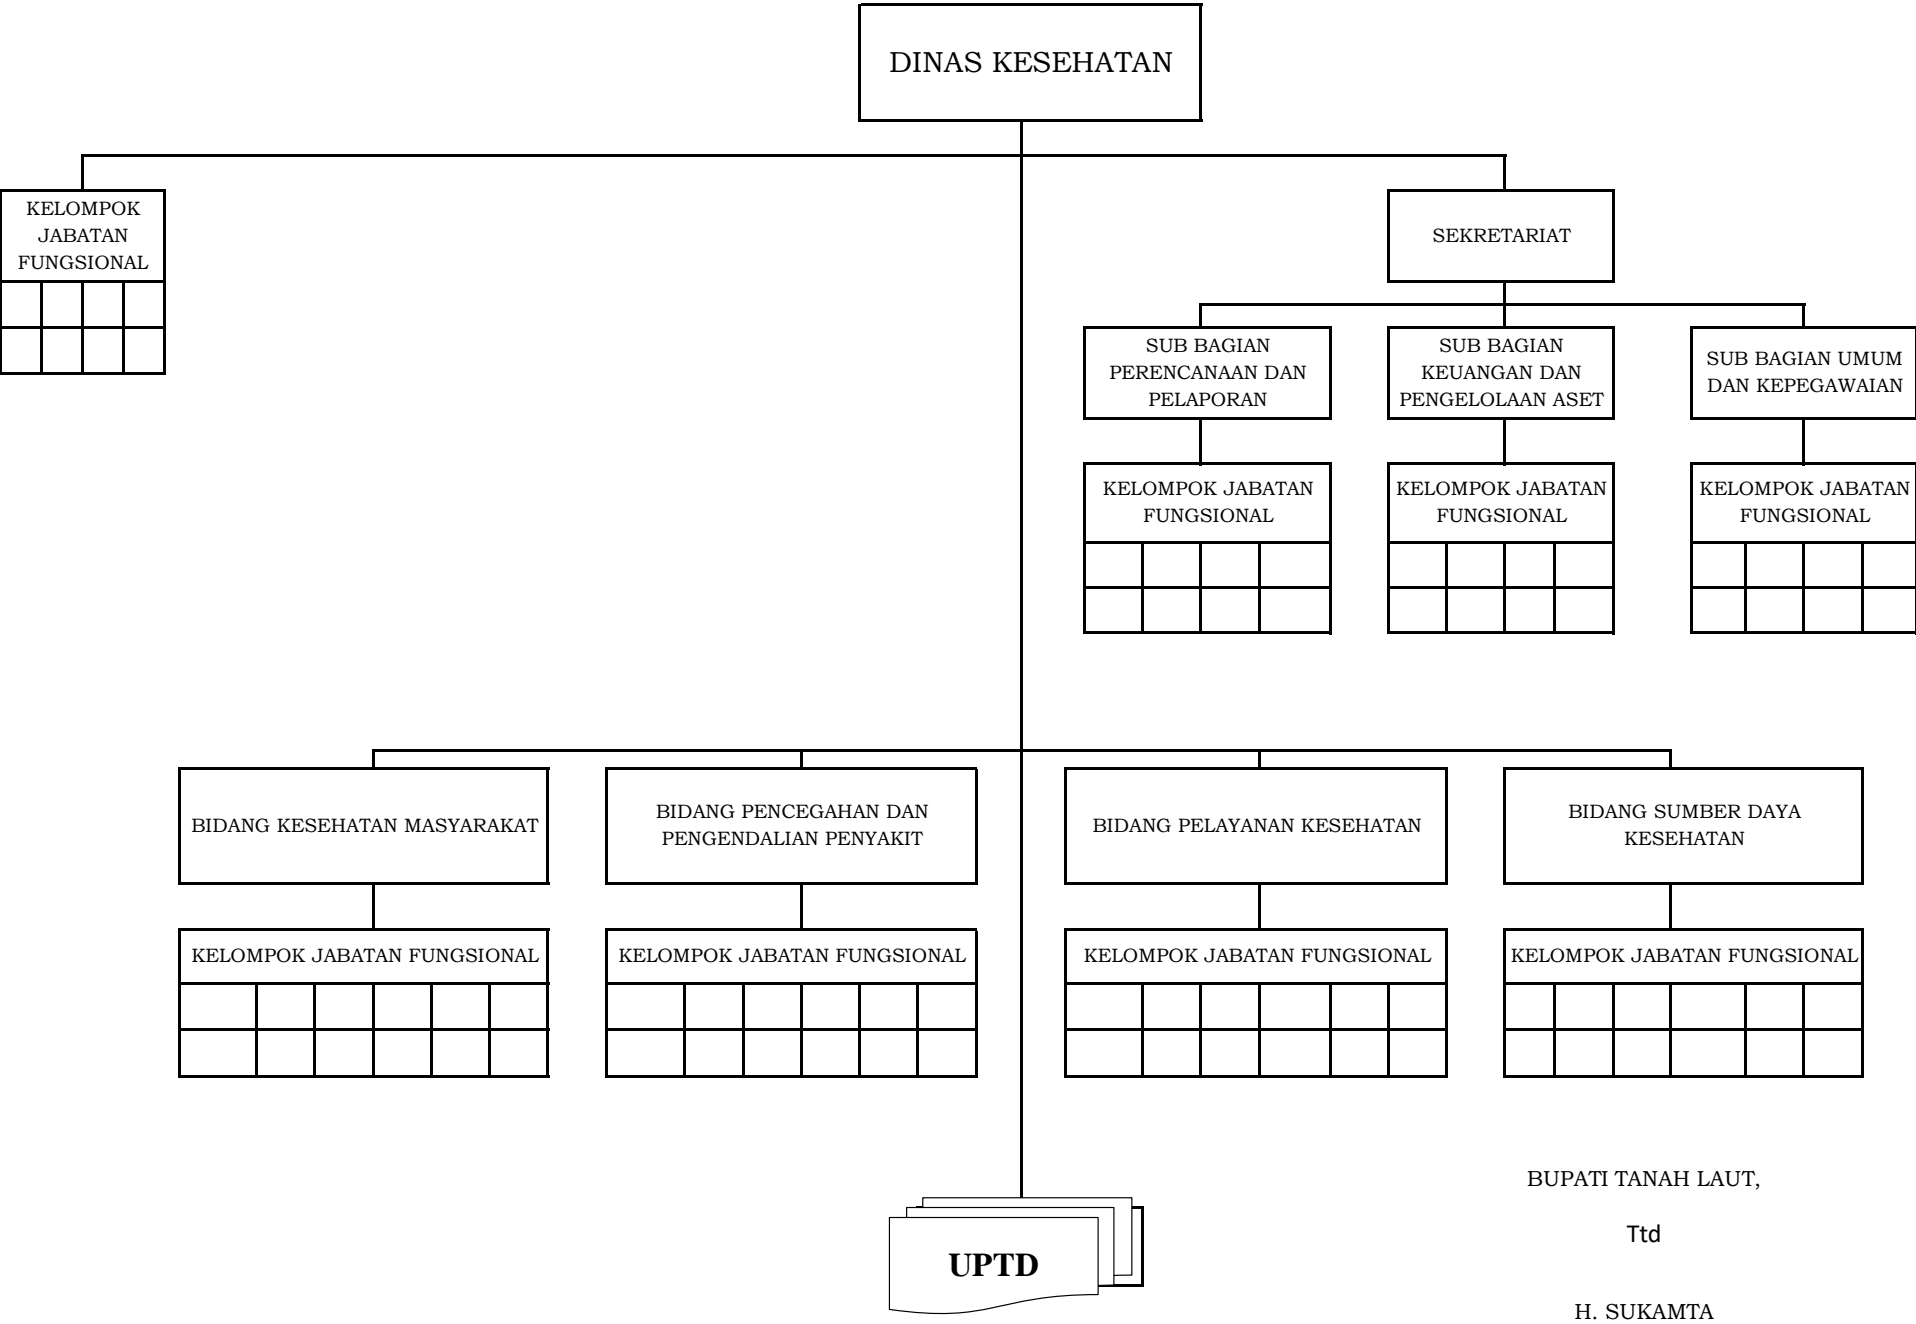 DINAS KESEHATAN
KELOMPOK
JABATAN
FUNGSIONAL
SEKRETARIAT
SUB BAGIAN
PERENCANAAN DAN
PELAPORAN
SUB BAGIAN
KEUANGAN DAN
PENGELOLAAN ASET
SUB BAGIAN UMUM
DAN KEPEGAWAIAN
KELOMPOK JABATAN
FUNGSIONAL
KELOMPOK JABATAN
FUNGSIONAL
KELOMPOK JABATAN
FUNGSIONAL
BIDANG KESEHATAN MASYARAKAT
BIDANG PENCEGAHAN DAN
PENGENDALIAN PENYAKIT
BIDANG PELAYANAN KESEHATAN
BIDANG SUMBER DAYA
KESEHATAN
KELOMPOK JABATAN FUNGSIONAL
KELOMPOK JABATAN FUNGSIONAL
KELOMPOK JABATAN FUNGSIONAL
KELOMPOK JABATAN FUNGSIONAL
UPTD
BUPATI TANAH LAUT,
Ttd
H. SUKAMTA